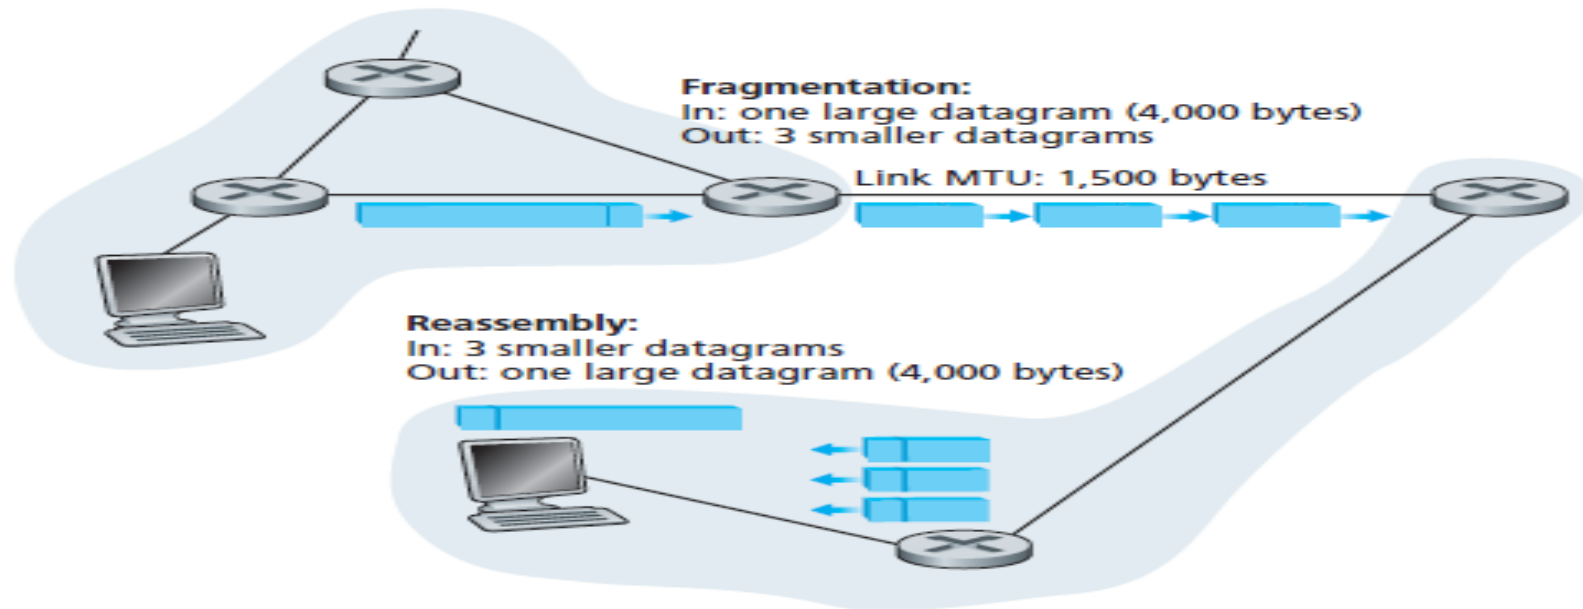 Fragmentation:
In: one large datagram (4,000 bytes)
Out: 3 smaller datagrams
Link MTU: 1,500 bytes
Reassembly:
In: 3 smaller datagrams
Out: one large datagram (4,000 bytes)